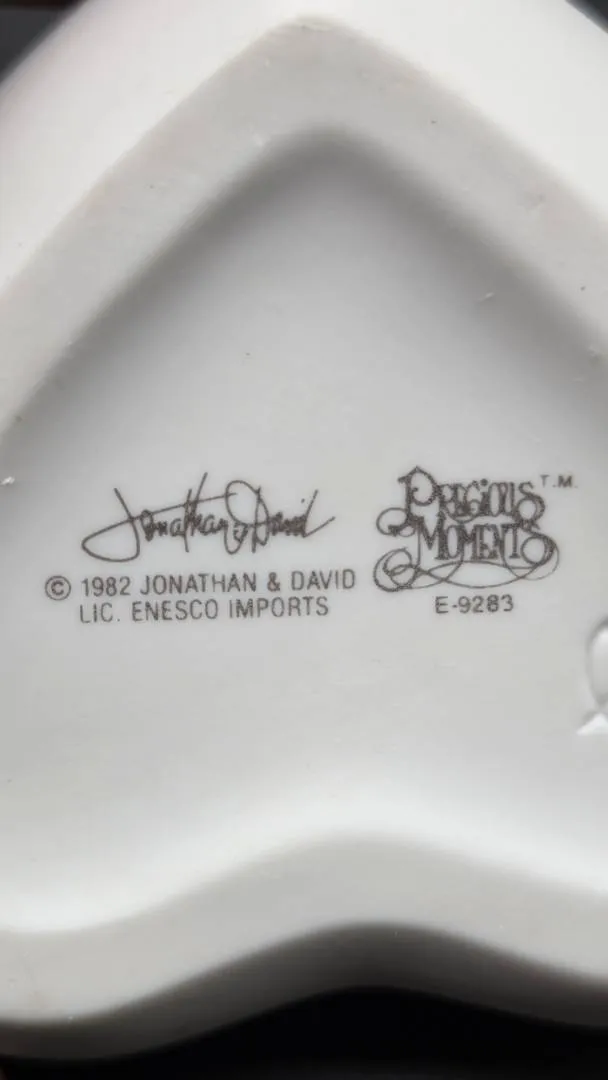 Jonathan & David
© 1982 JONATHAN & DAVID
LIC. ENESCO IMPORTS
PRECIOUS T.M.
MOMENTS
E-9283